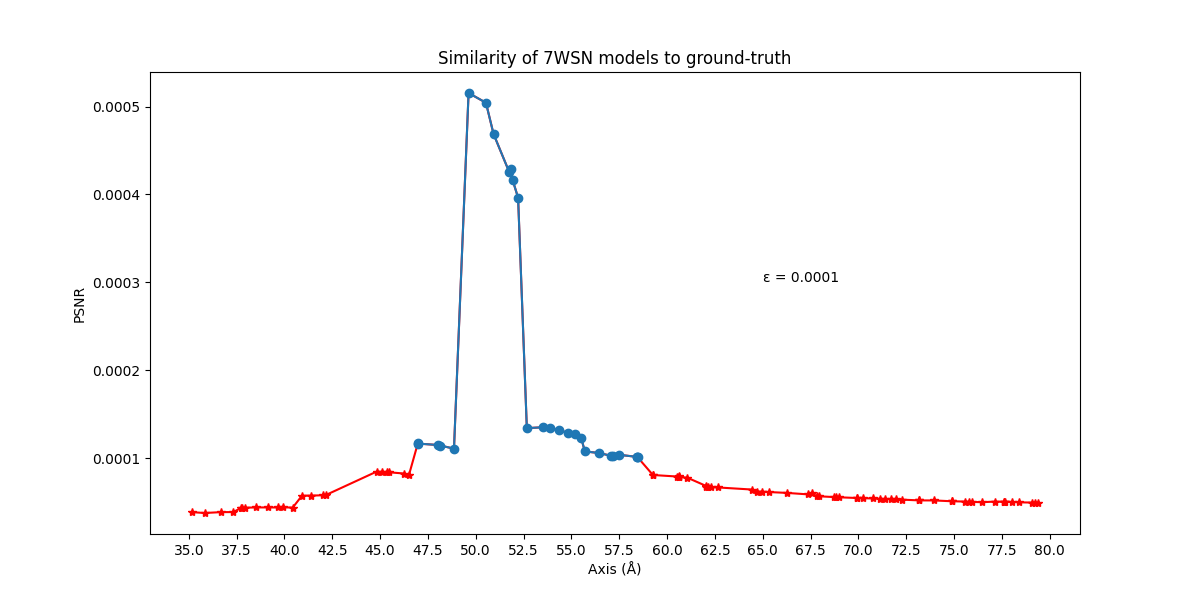 Similarity of 7WSN models to ground-truth
PSNR
0.0005
0.0004
0.0003
0.0002
0.0001
ε = 0.0001
35.0 37.5 40.0 42.5 45.0 47.5 50.0 52.5 55.0 57.5 60.0 62.5 65.0 67.5 70.0 72.5 75.0 77.5 80.0
Axis (Å)